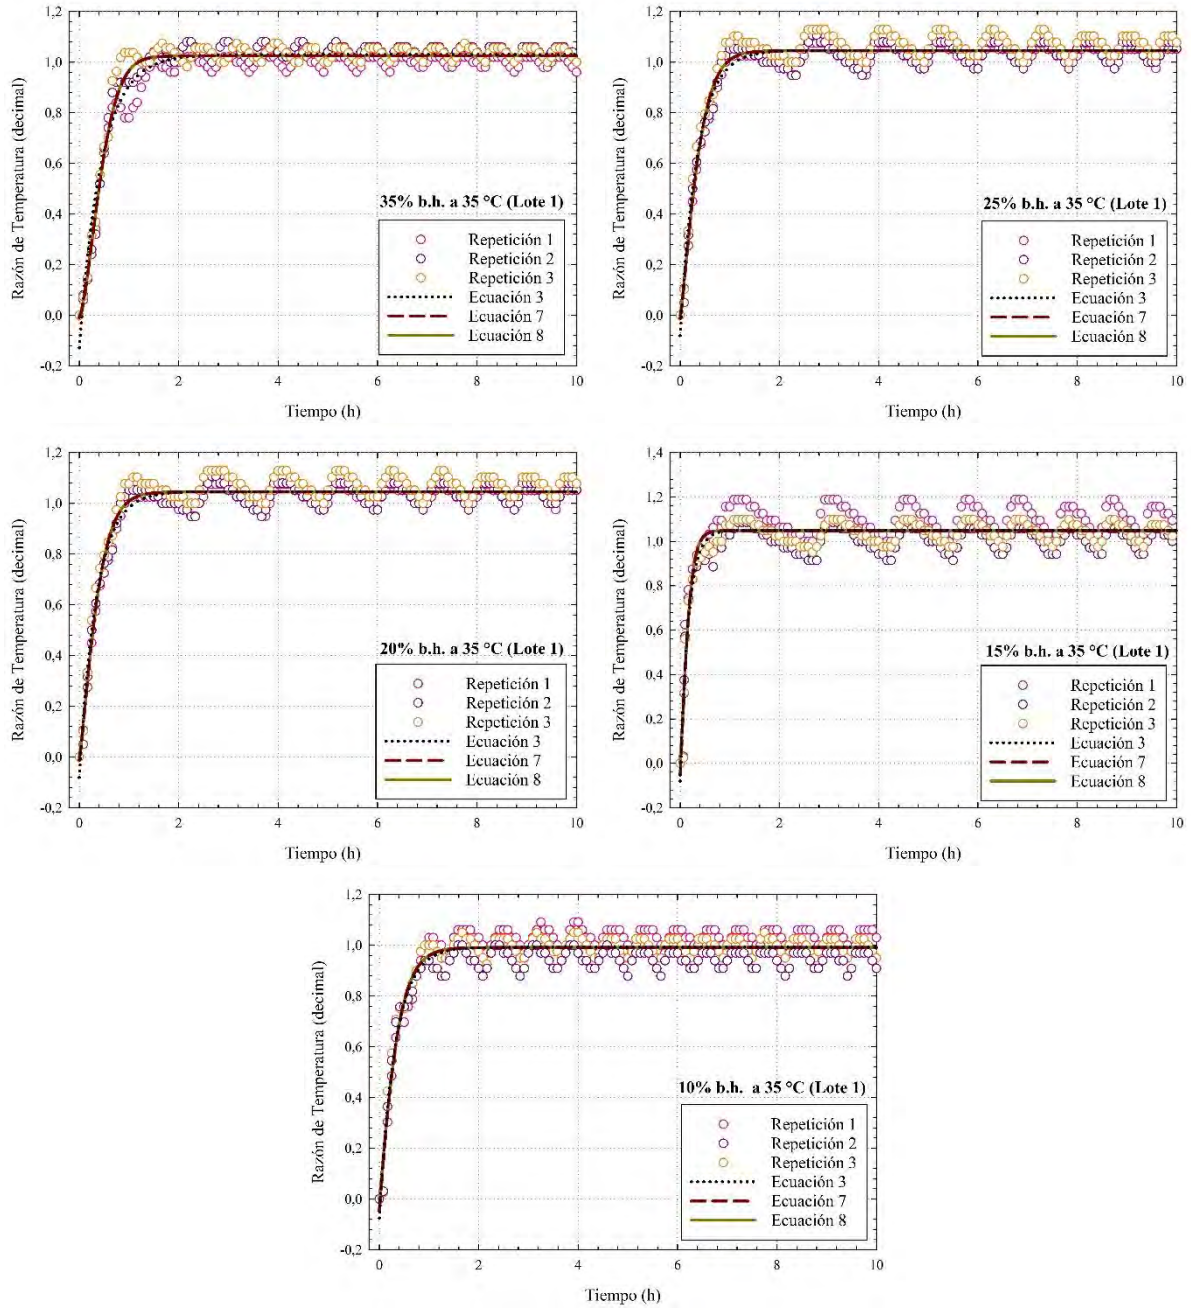 1,2
1,0
0,8
0,6
0,4
0,2
0,0
-0,2
Razón de Temperatura (decimal)
35% b.h. a 35 °C (Lote 1)
Repetición 1
Repetición 2
Repetición 3
Ecuación 3
Ecuación 7
Ecuación 8
0 2 4 6 8 10
Tiempo (h)
1,2
1,0
0,8
0,6
0,4
0,2
0,0
-0,2
Razón de Temperatura (decimal)
25% b.h. a 35 °C (Lote 1)
Repetición 1
Repetición 2
Repetición 3
Ecuación 3
Ecuación 7
Ecuación 8
0 2 4 6 8 10
Tiempo (h)
1,2
1,0
0,8
0,6
0,4
0,2
0,0
-0,2
Razón de Temperatura (decimal)
20% b.h. a 35 °C (Lote 1)
Repetición 1
Repetición 2
Repetición 3
Ecuación 3
Ecuación 7
Ecuación 8
0 2 4 6 8 10
Tiempo (h)
1,4
1,2
1,0
0,8
0,6
0,4
0,2
0,0
-0,2
Razón de Temperatura (decimal)
15% b.h. a 35 °C (Lote 1)
Repetición 1
Repetición 2
Repetición 3
Ecuación 3
Ecuación 7
Ecuación 8
0 2 4 6 8 10
Tiempo (h)
1,2
1,0
0,8
0,6
0,4
0,2
0,0
-0,2
Razón de Temperatura (decimal)
10% b.h. a 35 °C (Lote 1)
Repetición 1
Repetición 2
Repetición 3
Ecuación 3
Ecuación 7
Ecuación 8
0 2 4 6 8 10
Tiempo (h)